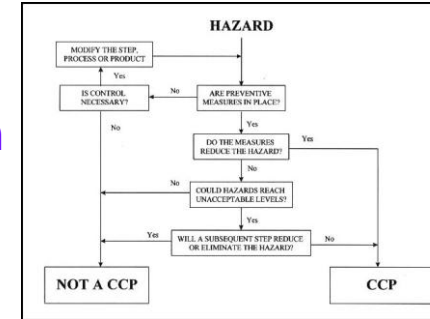 HAZARD
MODIFY THE STEP,
PROCESS OR PRODUCT
Yes
IS CONTROL
NECESSARY?
No
ARE PREVENTIVE
MEASURES IN PLACE?
No
Yes
DO THE MEASURES
REDUCE THE HAZARD?
Yes
No
COULD HAZARDS REACH
UNACCEPTABLE LEVELS?
No
Yes
WILL A SUBSEQUENT STEP REDUCE
OR ELIMINATE THE HAZARD?
Yes
No
NOT A CCP
CCP